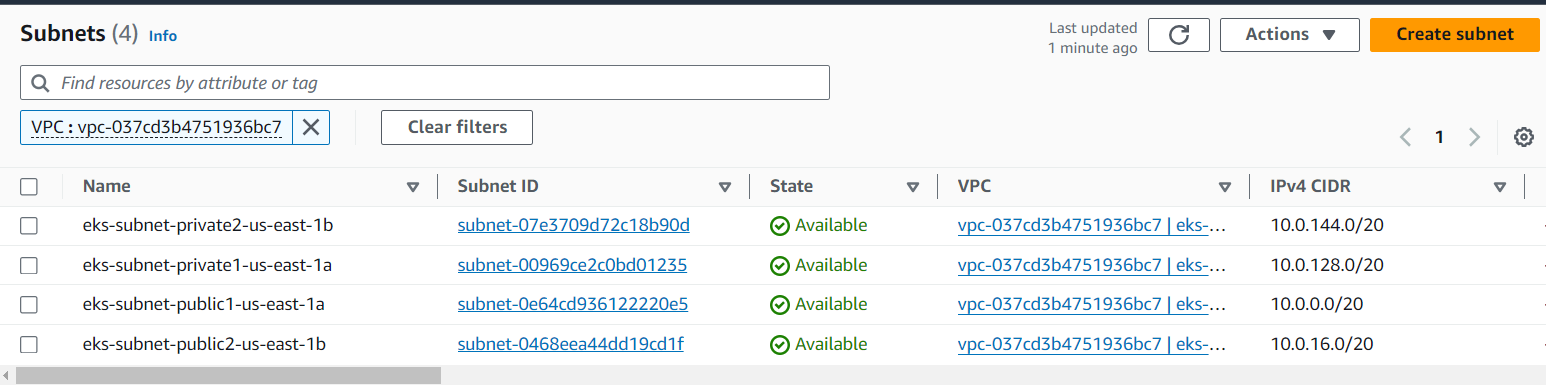 Subnets (4) Info
Last updated
1 minute ago
Actions
Create subnet
Find resources by attribute or tag
VPC : vpc-037cd3b4751936bc7
Clear filters
1
Name Subnet ID State VPC IPv4 CIDR
eks-subnet-private2-us-east-1b subnet-07e3709d72c18b90d Available vpc-037cd3b4751936bc7 | eks-... 10.0.144.0/20
eks-subnet-private1-us-east-1a subnet-00969ce2c0bd01235 Available vpc-037cd3b4751936bc7 | eks-... 10.0.128.0/20
eks-subnet-public1-us-east-1a subnet-0e64cd936122220e5 Available vpc-037cd3b4751936bc7 | eks-... 10.0.0.0/20
eks-subnet-public2-us-east-1b subnet-0468eea44dd19cd1f Available vpc-037cd3b4751936bc7 | eks-... 10.0.16.0/20